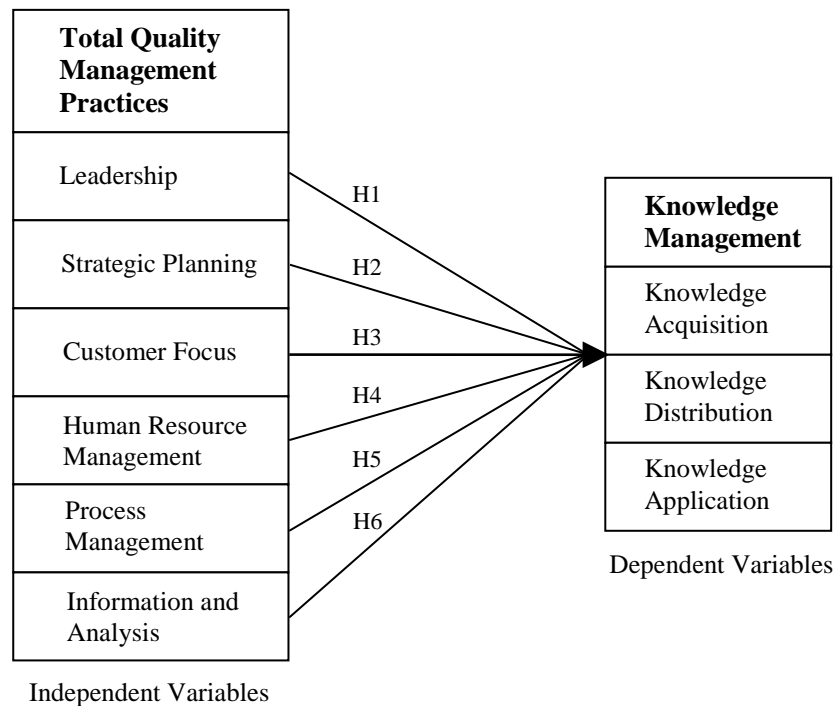 Total Quality
Management
Practices
Leadership
Strategic Planning
Customer Focus
Human Resource
Management
Process
Management
Information and
Analysis
Independent Variables
H1
H2
H3
H4
H5
H6
Knowledge
Management
Knowledge
Acquisition
Knowledge
Distribution
Knowledge
Application
Dependent Variables